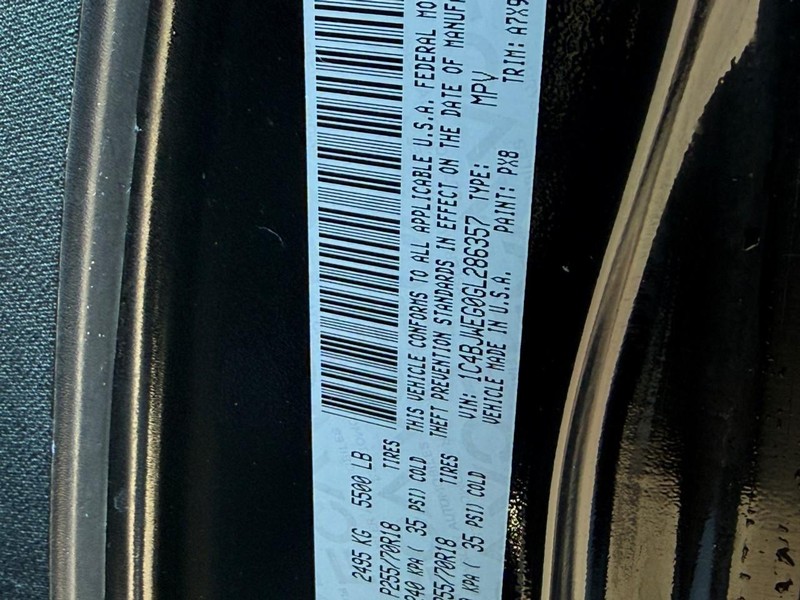 2495 KG 5500 LB
P255/70R18 TIRES
240 KPA ( 35 PSI) COLD
255/70R18 TIRES
KPA ( 35 PSI) COLD
THIS VEHICLE CONFORMS TO ALL APPLICABLE U.S.A. FEDERAL MO
THEFT PREVENTION STANDARDS IN EFFECT ON THE DATE OF MANUF
VIN: 1C4BJWEG0GL286357 TYPE: MPV
VEHICLE MADE IN U.S.A. PAINT: PX8 TRIM: A7X9